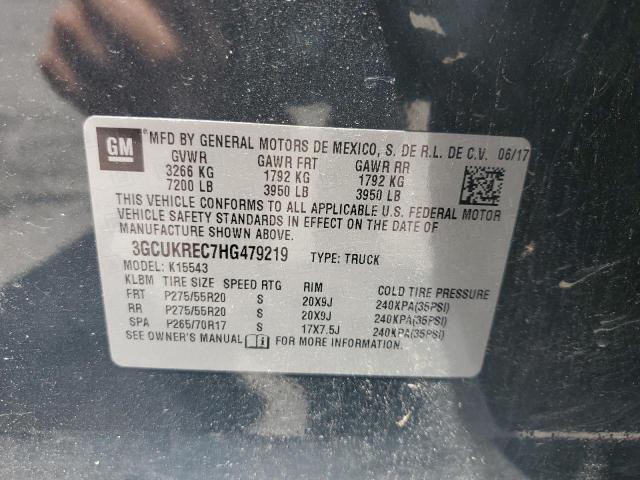 GM ® MFD BY GENERAL MOTORS DE MEXICO, S. DE R.L. DE C.V. 06/17
GVWR GAWR FRT GAWR RR
3266 KG 1792 KG 1792 KG
7200 LB 3950 LB 3950 LB
THIS VEHICLE CONFORMS TO ALL APPLICABLE U.S. FEDERAL MOTOR
VEHICLE SAFETY STANDARDS IN EFFECT ON THE DATE OF
MANUFACTURE SHOWN ABOVE.
3GCUKREC7HG479219 TYPE: TRUCK
MODEL: K15543
KLBM TIRE SIZE SPEED RTG RIM COLD TIRE PRESSURE
FRT P275/55R20 S 20X9J 240KPA(35PSI)
RR P275/55R20 S 20X9J 240KPA(35PSI)
SPA P265/70R17 S 17X7.5J 240KPA(35PSI)
SEE OWNER'S MANUAL i FOR MORE INFORMATION.